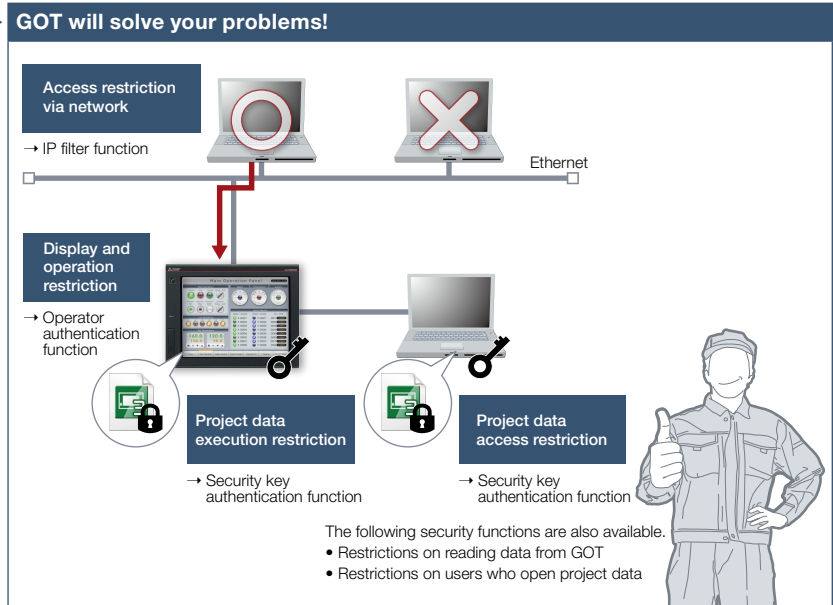 GOT will solve your problems!
Access restriction
via network
→ IP filter function
Ethernet
Display and
operation
restriction
→ Operator
authentication
function
Main Operation Panel
Project data
execution restriction
→ Security key
authentication function
Project data
access restriction
→ Security key
authentication function
The following security functions are also available.
• Restrictions on reading data from GOT
• Restrictions on users who open project data